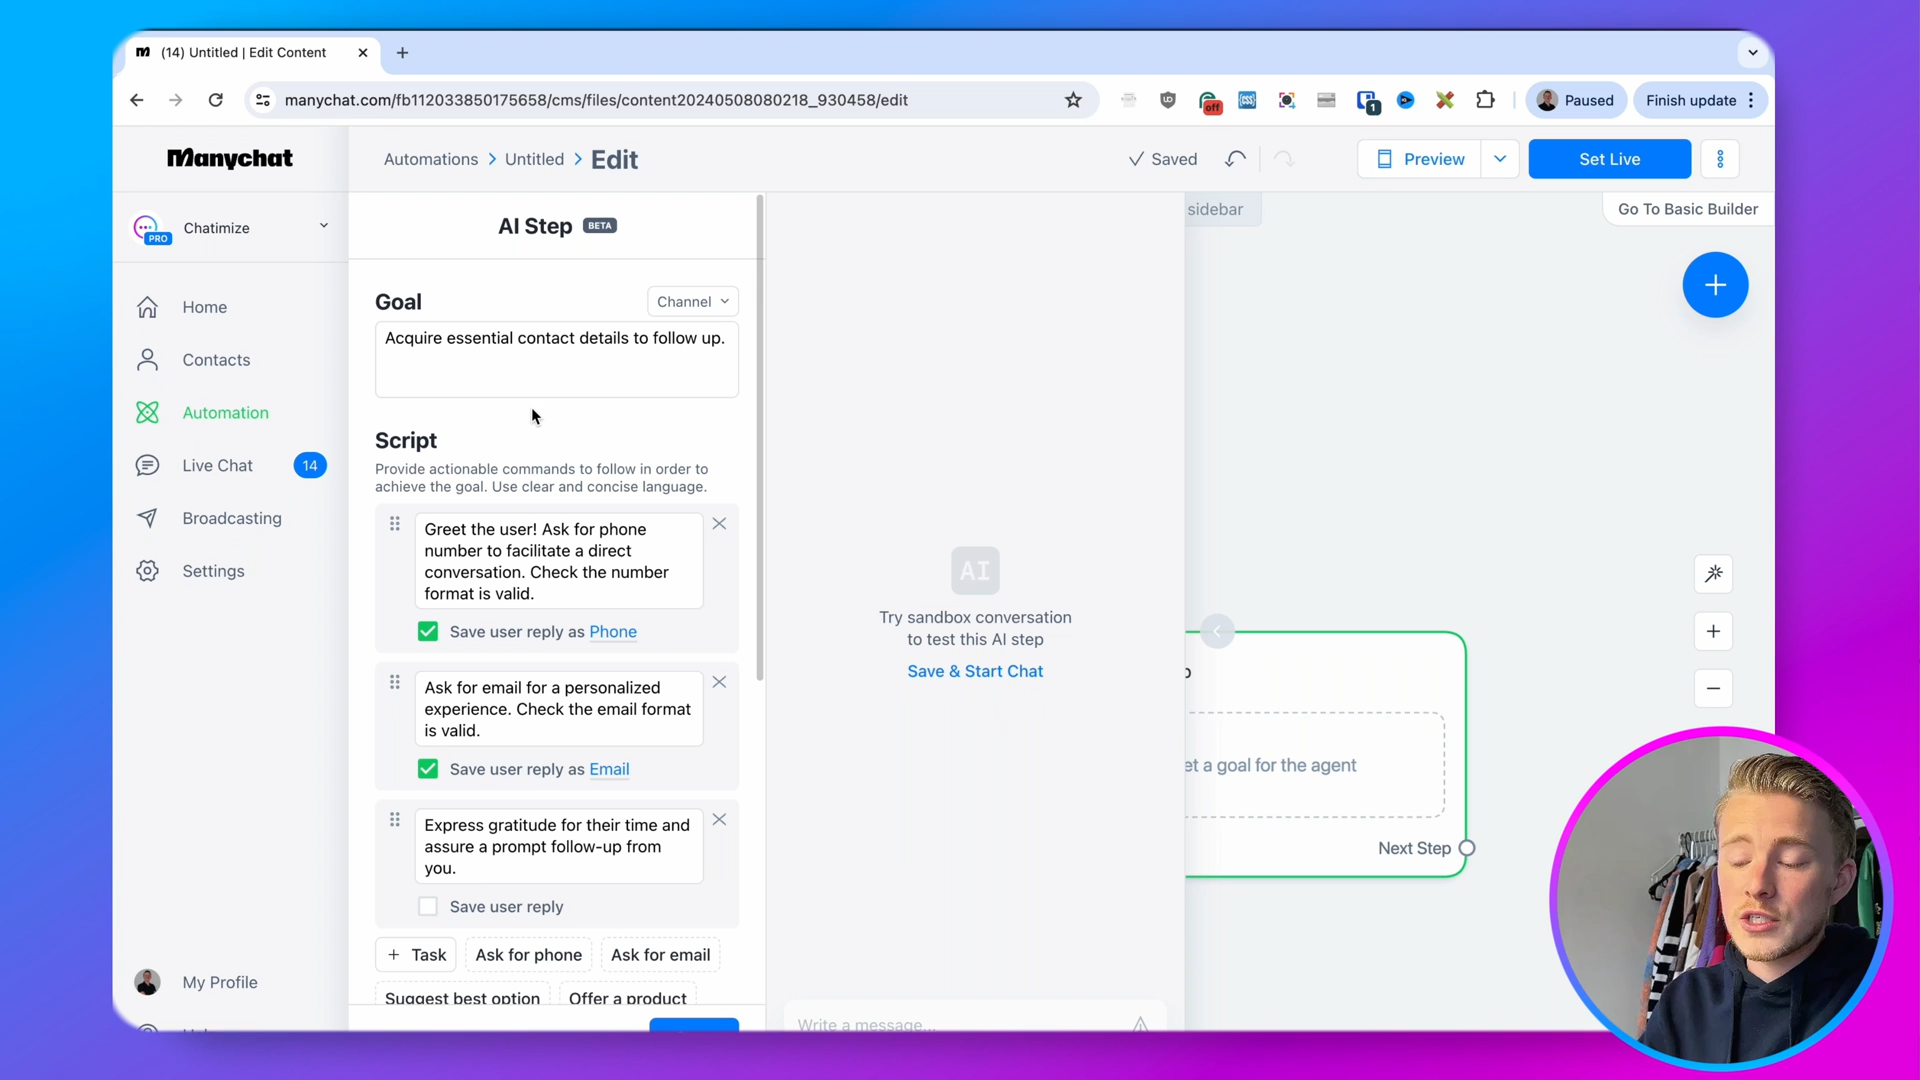 (14) Untitled | Edit Content
manychat.com/fb112033850175658/cms/files/content20240508080218_930458/edit
off
CSS
1
Paused
Finish update
Manychat
Automations > Untitled > Edit
Saved
Preview
Set Live
PRO
Chatimize
AI Step BETA
sidebar
Go To Basic Builder
Home
Contacts
Automation
Live Chat 14
Broadcasting
Settings
My Profile
Goal
Channel
Acquire essential contact details to follow up.
Script
Provide actionable commands to follow in order to
achieve the goal. Use clear and concise language.
Greet the user! Ask for phone
number to facilitate a direct
conversation. Check the number
format is valid.
Save user reply as Phone
Ask for email for a personalized
experience. Check the email format
is valid.
Save user reply as Email
Express gratitude for their time and
assure a prompt follow-up from
you.
Save user reply
+ Task
Ask for phone
Ask for email
Suggest best option
Offer a product
AI
Try sandbox conversation
to test this AI step
Save & Start Chat
Write a message...
et a goal for the agent
Next Step